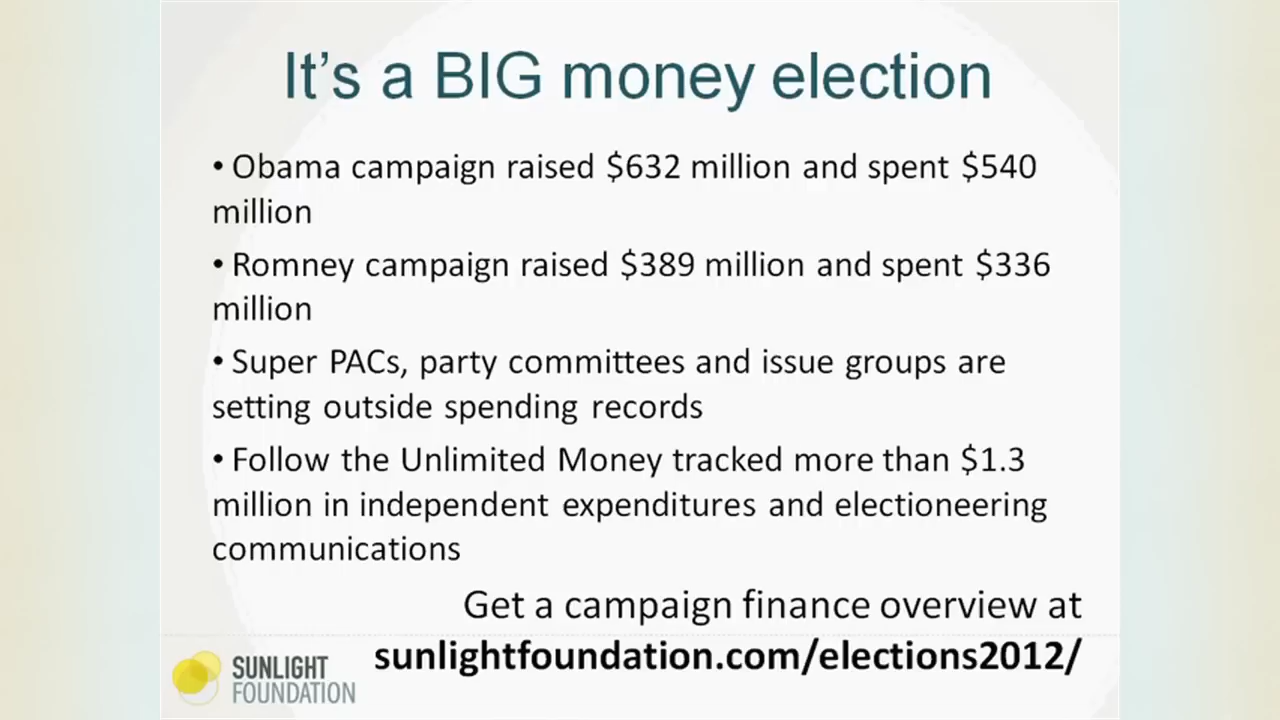 It's a BIG money election
• Obama campaign raised $632 million and spent $540
million
• Romney campaign raised $389 million and spent $336
million
• Super PACs, party committees and issue groups are
setting outside spending records
• Follow the Unlimited Money tracked more than $1.3
million in independent expenditures and electioneering
communications
Get a campaign finance overview at
sunlightfoundation.com/elections2012/
SUNLIGHT
FOUNDATION